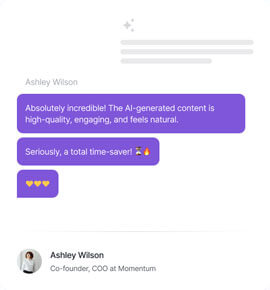 Ashley Wilson
Absolutely incredible! The AI-generated content is
high-quality, engaging, and feels natural.
Seriously, a total time-saver! ⌛🔥
💛💛💛
Ashley Wilson
Co-founder, COO at Momentum